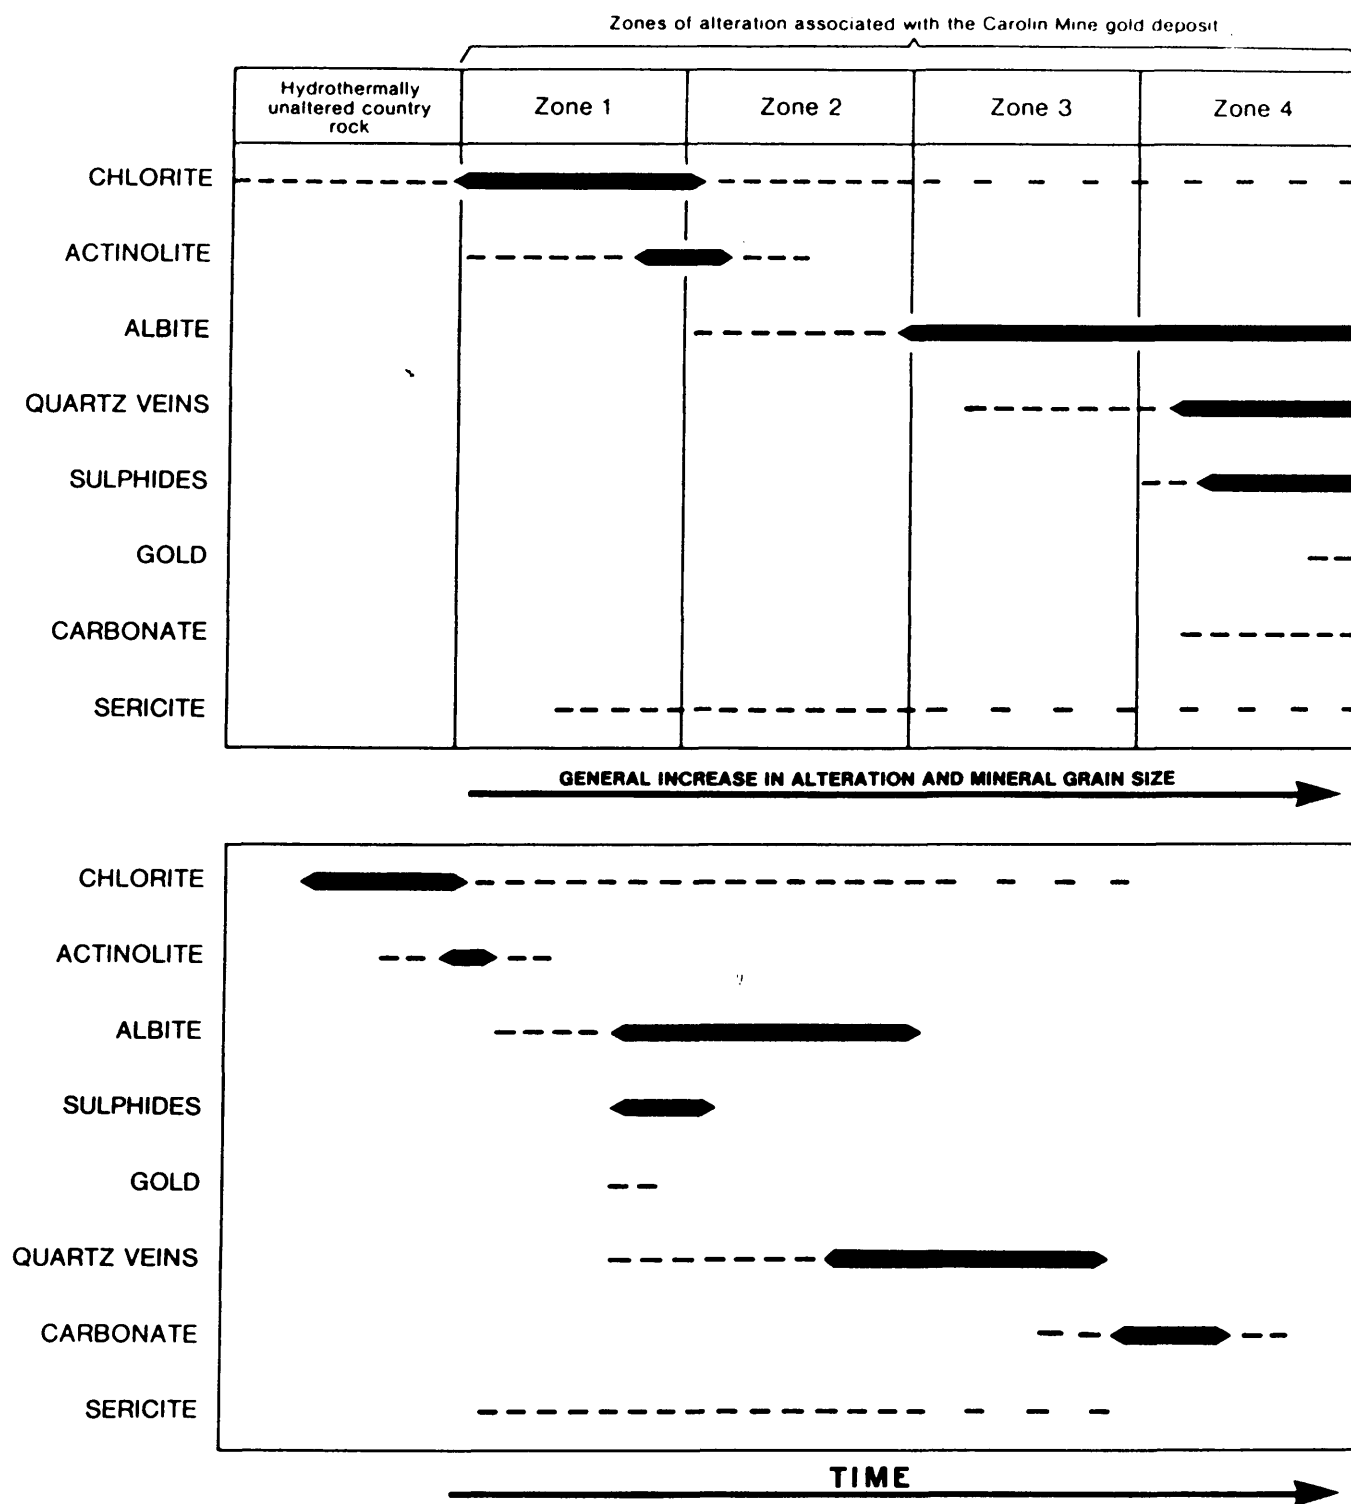 Zones of alteration associated with the Carolin Mine gold deposit
Hydrothermally
unaltered country
rock
Zone 1
Zone 2
Zone 3
Zone 4
CHLORITE
ACTINOLITE
ALBITE
QUARTZ VEINS
SULPHIDES
GOLD
CARBONATE
SERICITE
GENERAL INCREASE IN ALTERATION AND MINERAL GRAIN SIZE
CHLORITE
ACTINOLITE
ALBITE
SULPHIDES
GOLD
QUARTZ VEINS
CARBONATE
SERICITE
TIME